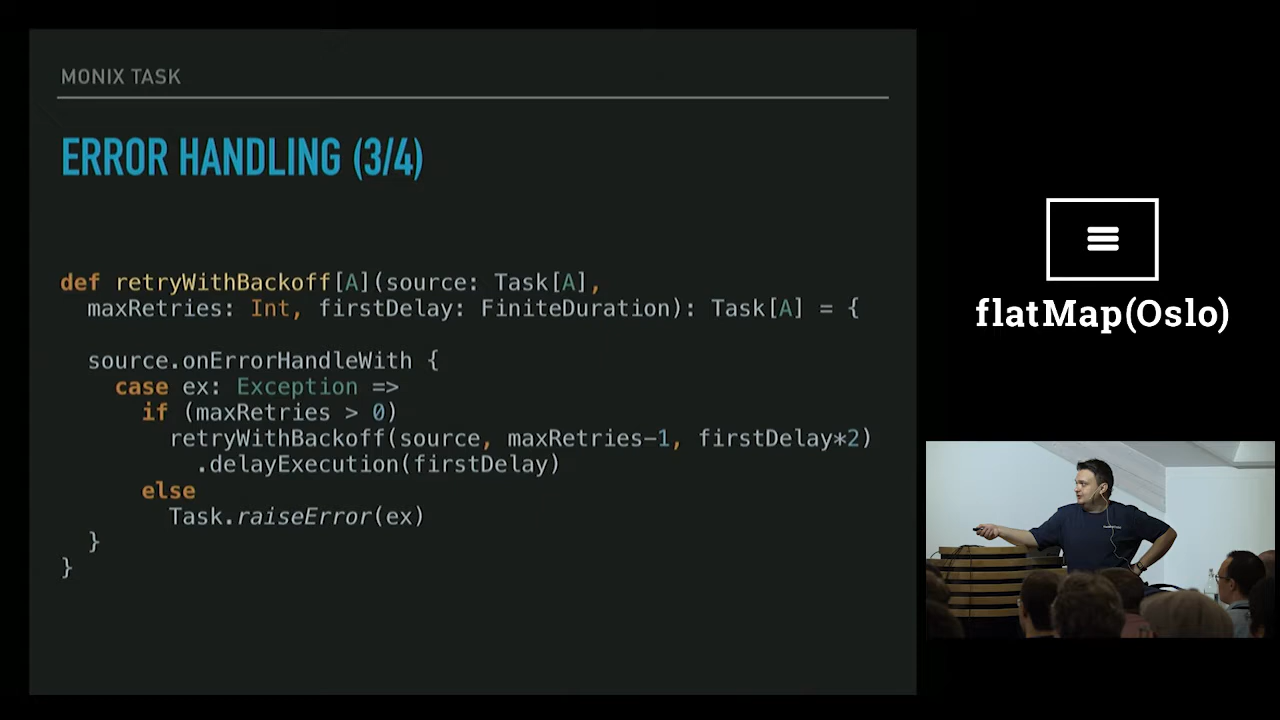 MONIX TASK
ERROR HANDLING (3/4)
def retryWithBackoff[A](source: Task[A],
  maxRetries: Int, firstDelay: FiniteDuration): Task[A] = {
  source.onErrorHandleWith {
    case ex: Exception =>
      if (maxRetries > 0)
        retryWithBackoff(source, maxRetries-1, firstDelay*2)
          .delayExecution(firstDelay)
      else
        Task.raiseError(ex)
  }
}
flatMap(Oslo)